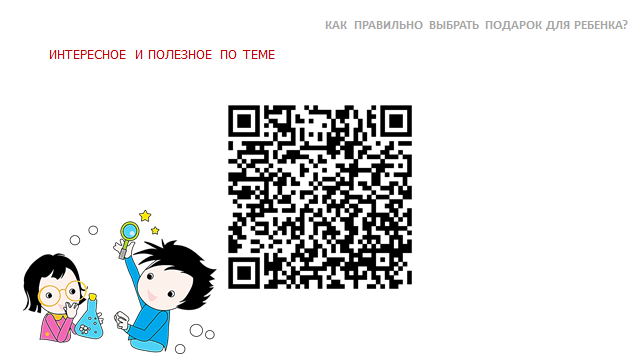 КАК ПРАВИЛЬНО ВЫБРАТЬ ПОДАРОК ДЛЯ РЕБЕНКА?
ИНТЕРЕСНОЕ И ПОЛЕЗНОЕ ПО ТЕМЕ